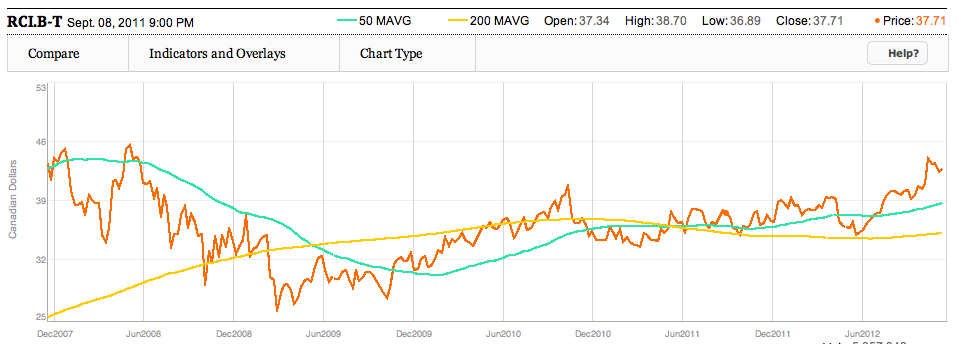 RCLB-T Sept. 08, 2011 9:00 PM 50 MAVG 200 MAVG Open: 37.34 High: 38.70 Low: 36.89 Close: 37.71 Price: 37.71
Compare Indicators and Overlays Chart Type Help?
53
46
39
32
25
Canadian Dollars
Dec2007 Jun2008 Dec2008 Jun2009 Dec2009 Jun2010 Dec2010 Jun2011 Dec2011 Jun2012